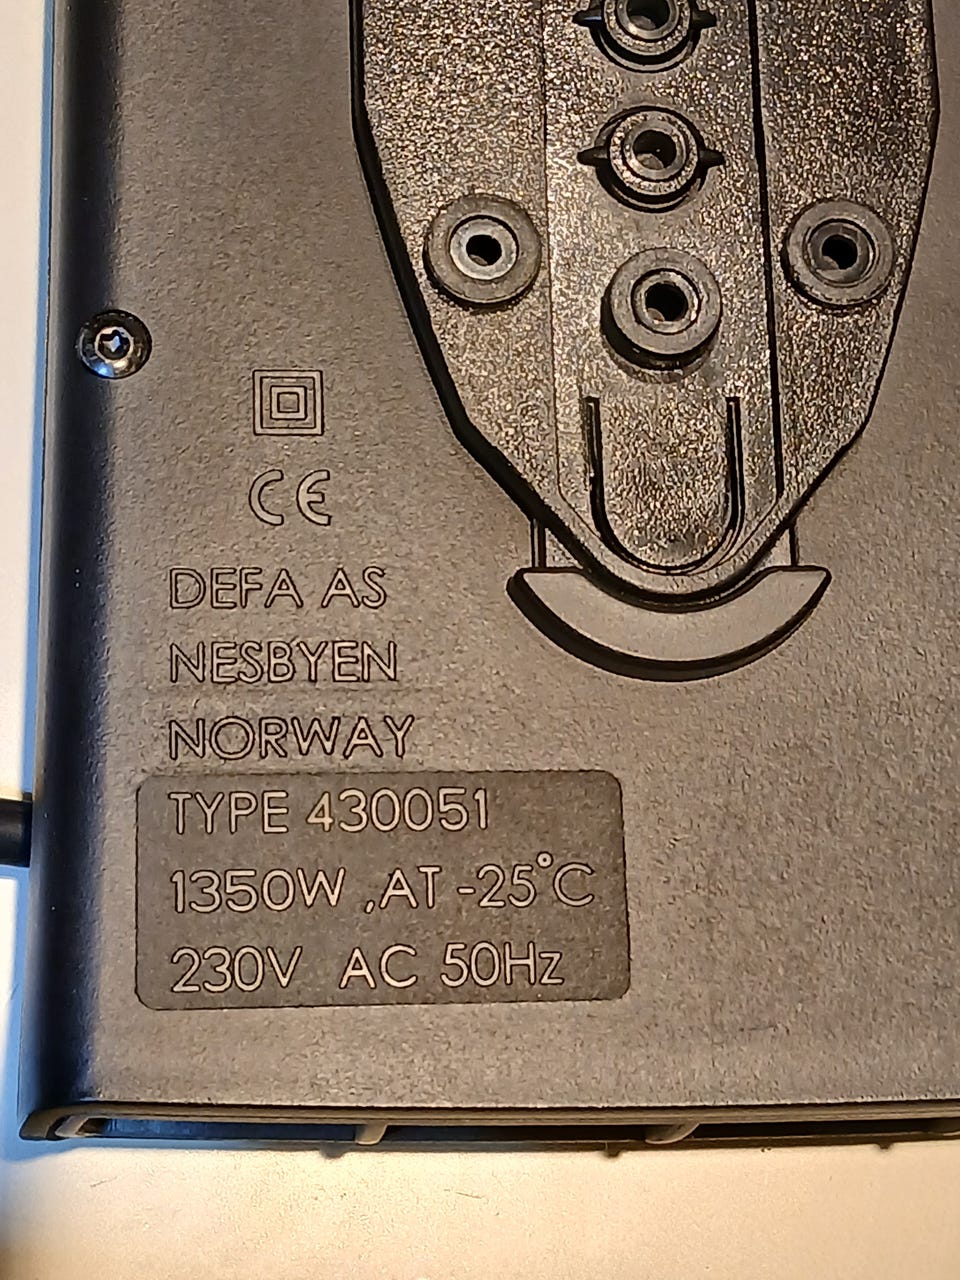 CE
DEFA AS
NESBYEN
NORWAY
TYPE 430051
1350W ,AT -25°C
230V AC 50Hz